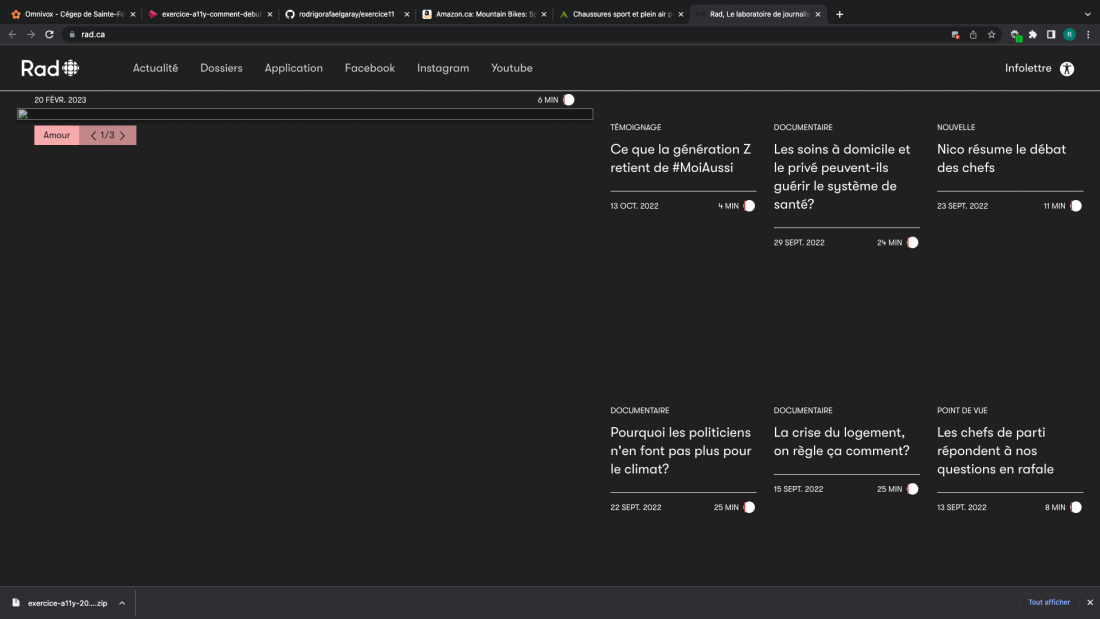 Omnivox - Cégep de Sainte-Fo
exercice-a11y-comment-debut
rodrigorafaelgaray/exercice11
Amazon.ca: Mountain Bikes: Sp
Chaussures sport et plein air p
Rad, Le laboratoire de journalis
rad.ca
R
Rad
Actualité
Dossiers
Application
Facebook
Instagram
Youtube
Infolettre
20 FÉVR. 2023
6 MIN
Amour
1/3
TÉMOIGNAGE
Ce que la génération Z
retient de #MoiAussi
13 OCT. 2022
4 MIN
DOCUMENTAIRE
Les soins à domicile et
le privé peuvent-ils
guérir le système de
santé?
29 SEPT. 2022
24 MIN
NOUVELLE
Nico résume le débat
des chefs
23 SEPT. 2022
11 MIN
DOCUMENTAIRE
Pourquoi les politiciens
n'en font pas plus pour
le climat?
22 SEPT. 2022
25 MIN
DOCUMENTAIRE
La crise du logement,
on règle ça comment?
15 SEPT. 2022
25 MIN
POINT DE VUE
Les chefs de parti
répondent à nos
questions en rafale
13 SEPT. 2022
8 MIN
exercice-a11y-20....zip
Tout afficher